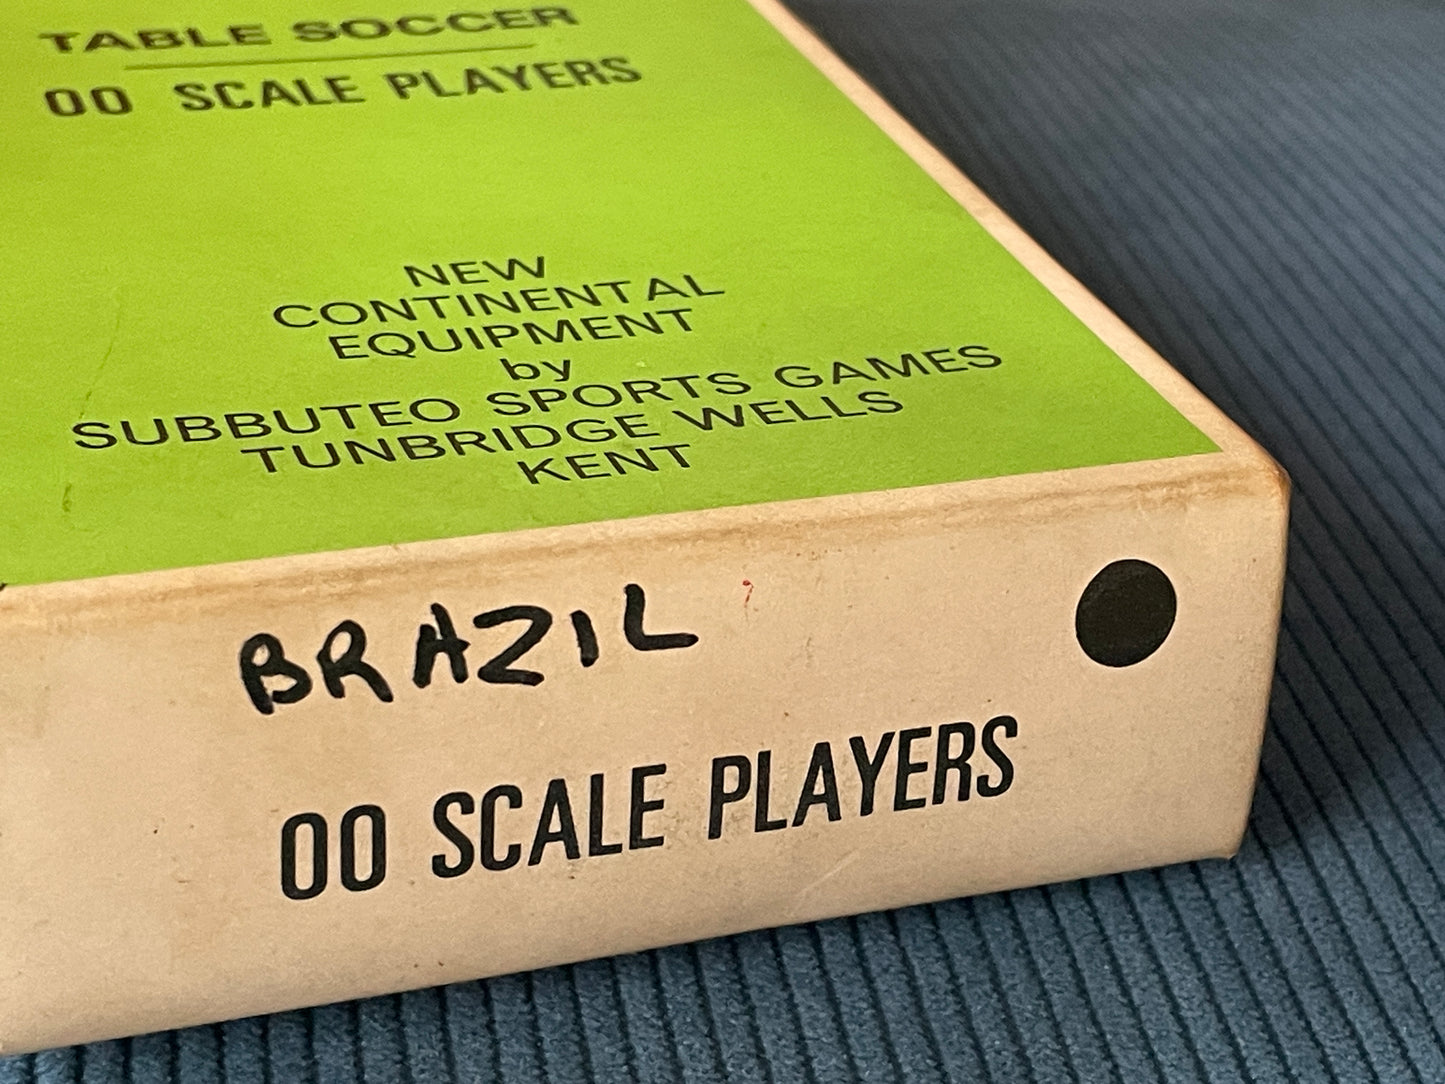 TABLE SOCCER
00 SCALE PLAYERS
NEW
CONTINENTAL
EQUIPMENT
by
SUBBUTEO SPORTS GAMES
TUNBRIDGE WELLS
KENT
BRAZIL
00 SCALE PLAYERS